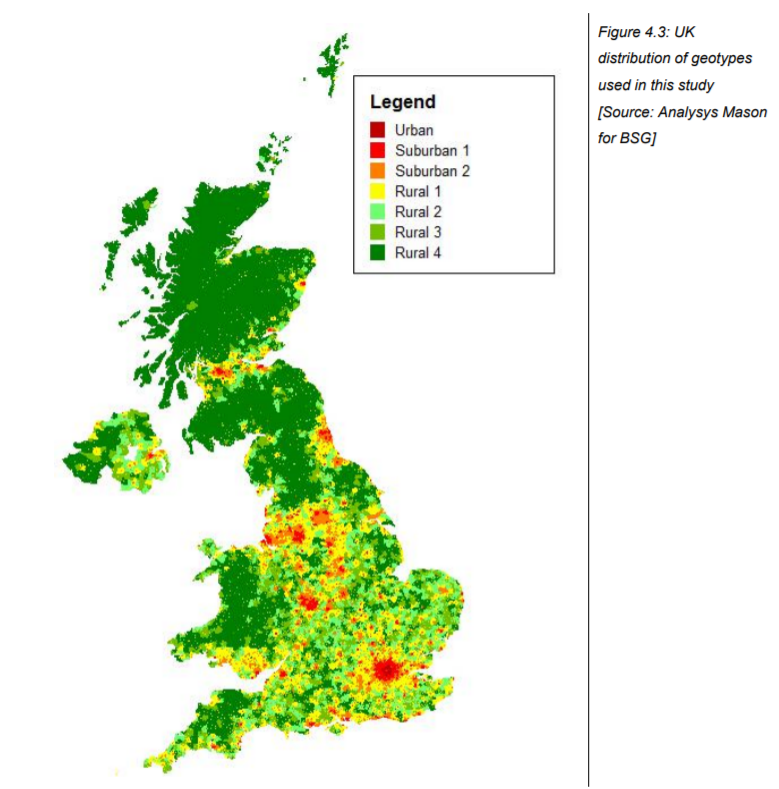 Figure 4.3: UK
distribution of geotypes
used in this study
[Source: Analysys Mason
for BSG]
Legend
Urban
Suburban 1
Suburban 2
Rural 1
Rural 2
Rural 3
Rural 4